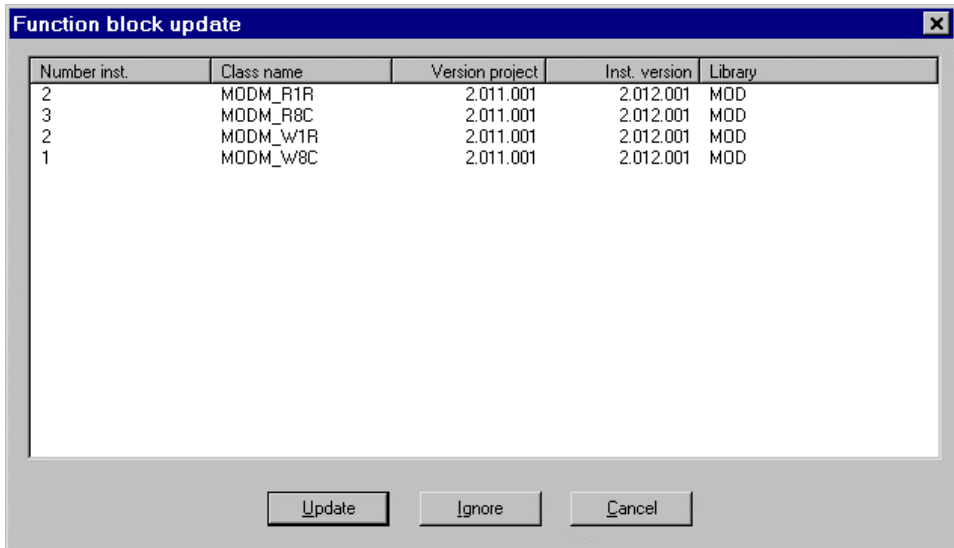 Function block update
Number inst. Class name Version project Inst. version Library
2 MODM_R1R 2.011.001 2.012.001 MOD
3 MODM_R8C 2.011.001 2.012.001 MOD
2 MODM_W1R 2.011.001 2.012.001 MOD
1 MODM_W8C 2.011.001 2.012.001 MOD
Update Ignore Cancel